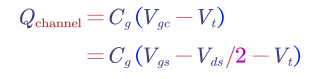 Q_channel = C_g (V_gc − V_t)
= C_g (V_gs − V_ds/2 − V_t)